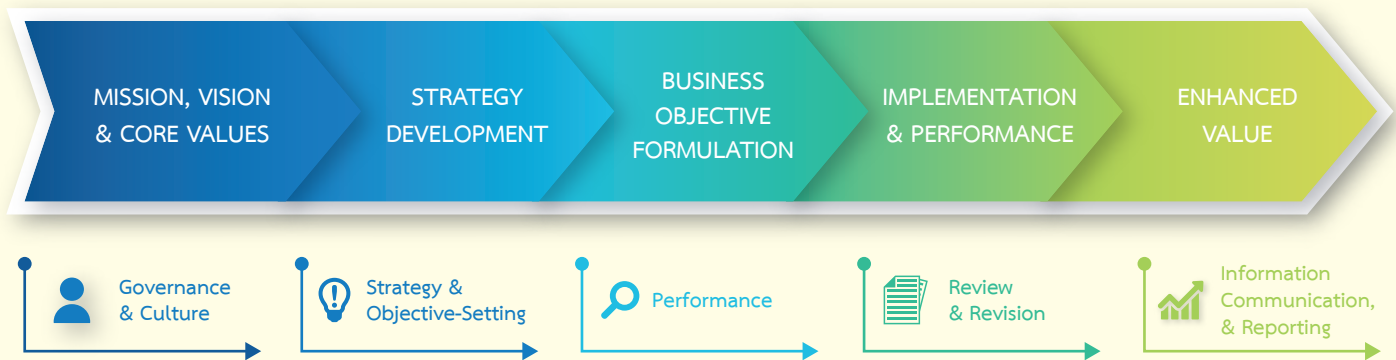 MISSION, VISION
& CORE VALUES
STRATEGY
DEVELOPMENT
BUSINESS
OBJECTIVE
FORMULATION
IMPLEMENTATION
& PERFORMANCE
ENHANCED
VALUE
Governance
& Culture
Strategy &
Objective-Setting
Performance
Review
& Revision
Information
Communication,
& Reporting